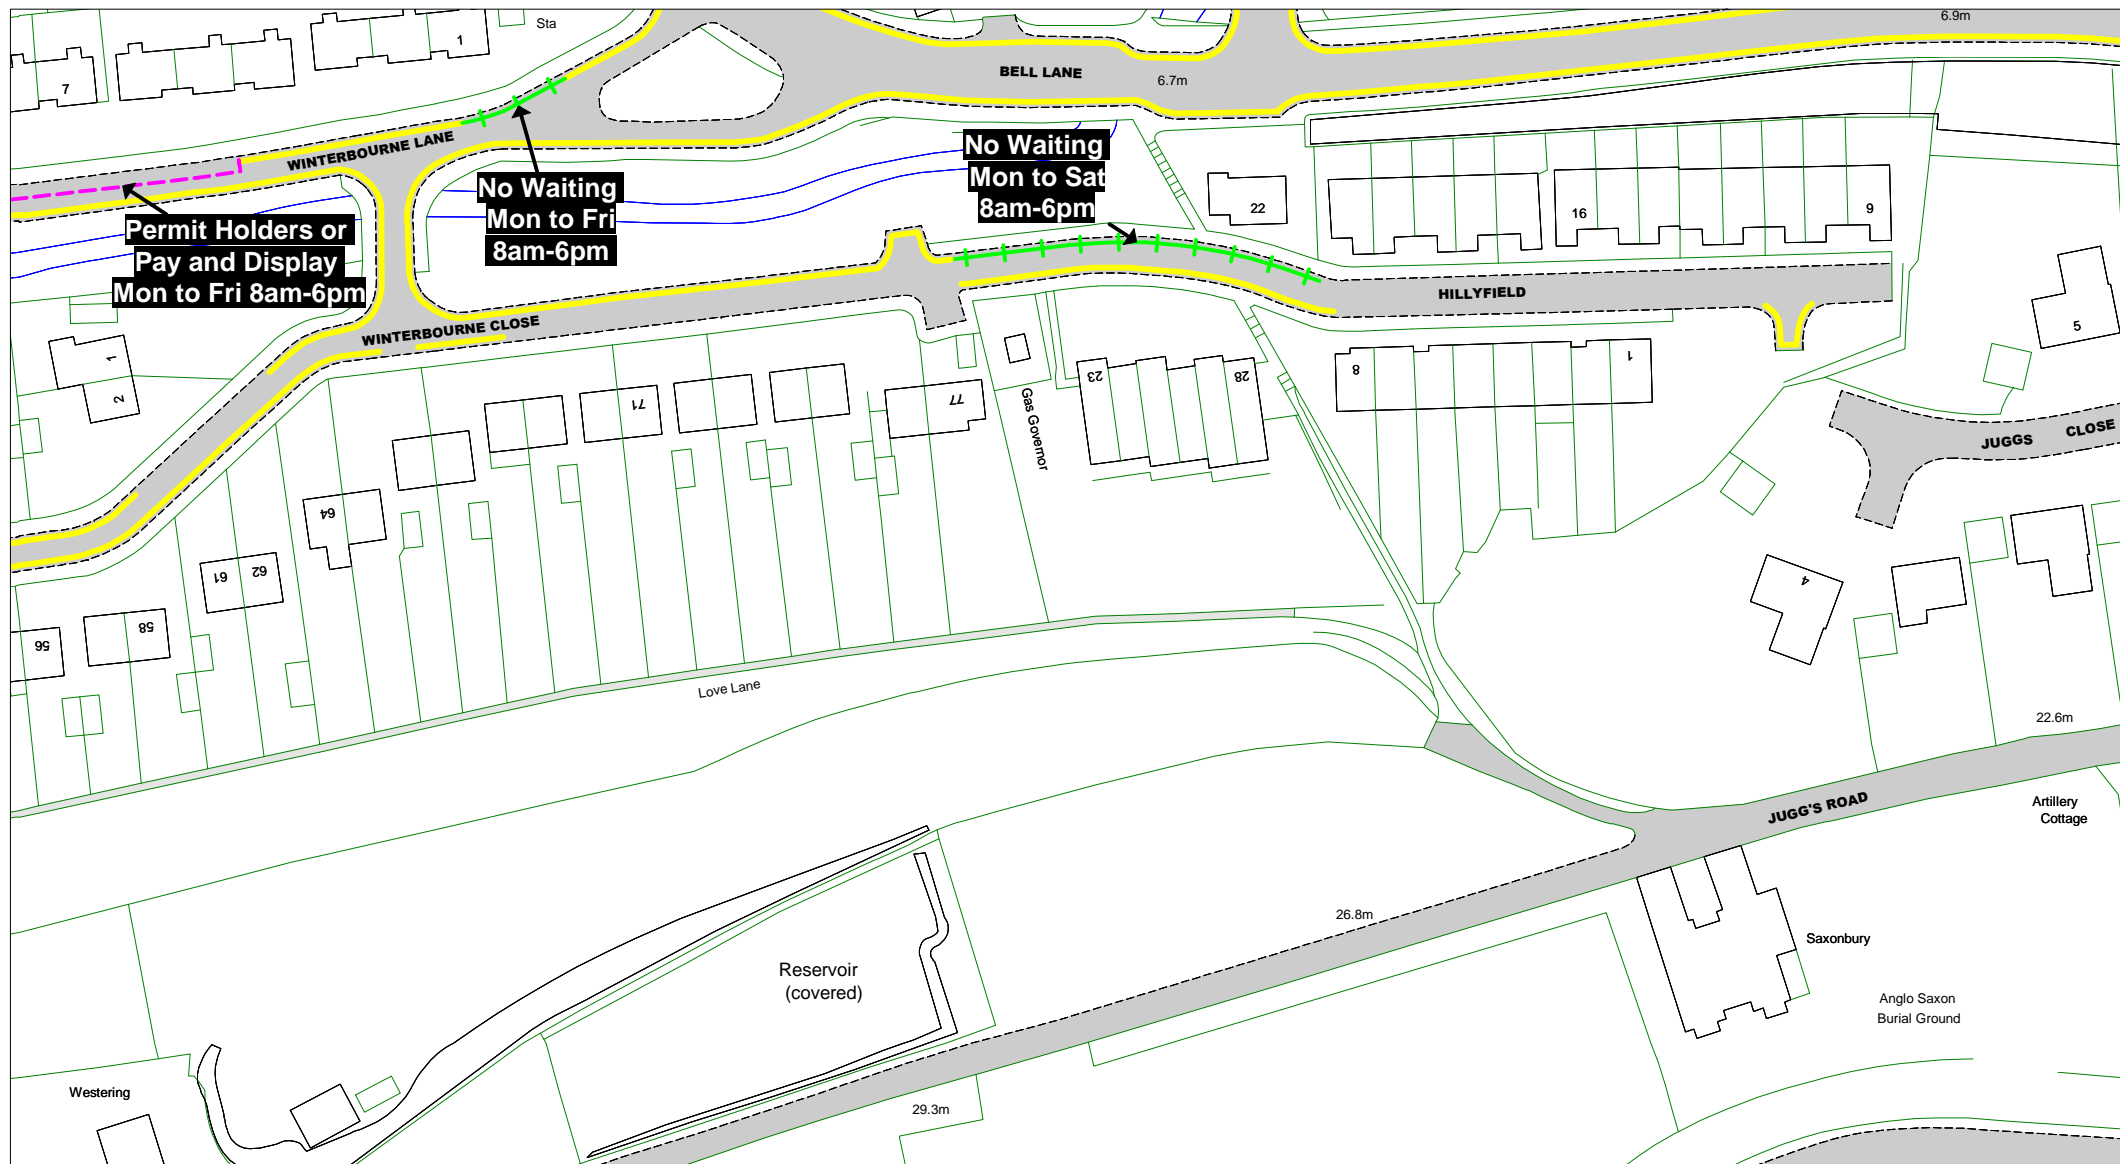 Sta
6.9m
1
7
BELL LANE
6.7m
WINTERBOURNE LANE
No Waiting
Mon to Sat
8am-6pm
No Waiting
Mon to Fri
8am-6pm
Permit Holders or
Pay and Display
Mon to Fri 8am-6pm
22
16
9
HILLYFIELD
WINTERBOURNE CLOSE
5
1
2
8
1
23
28
71
77
Gas Governor
JUGGS CLOSE
64
61
62
58
56
4
Love Lane
22.6m
JUGG'S ROAD
Artillery
Cottage
26.8m
Saxonbury
Reservoir
(covered)
Anglo Saxon
Burial Ground
Westering
29.3m